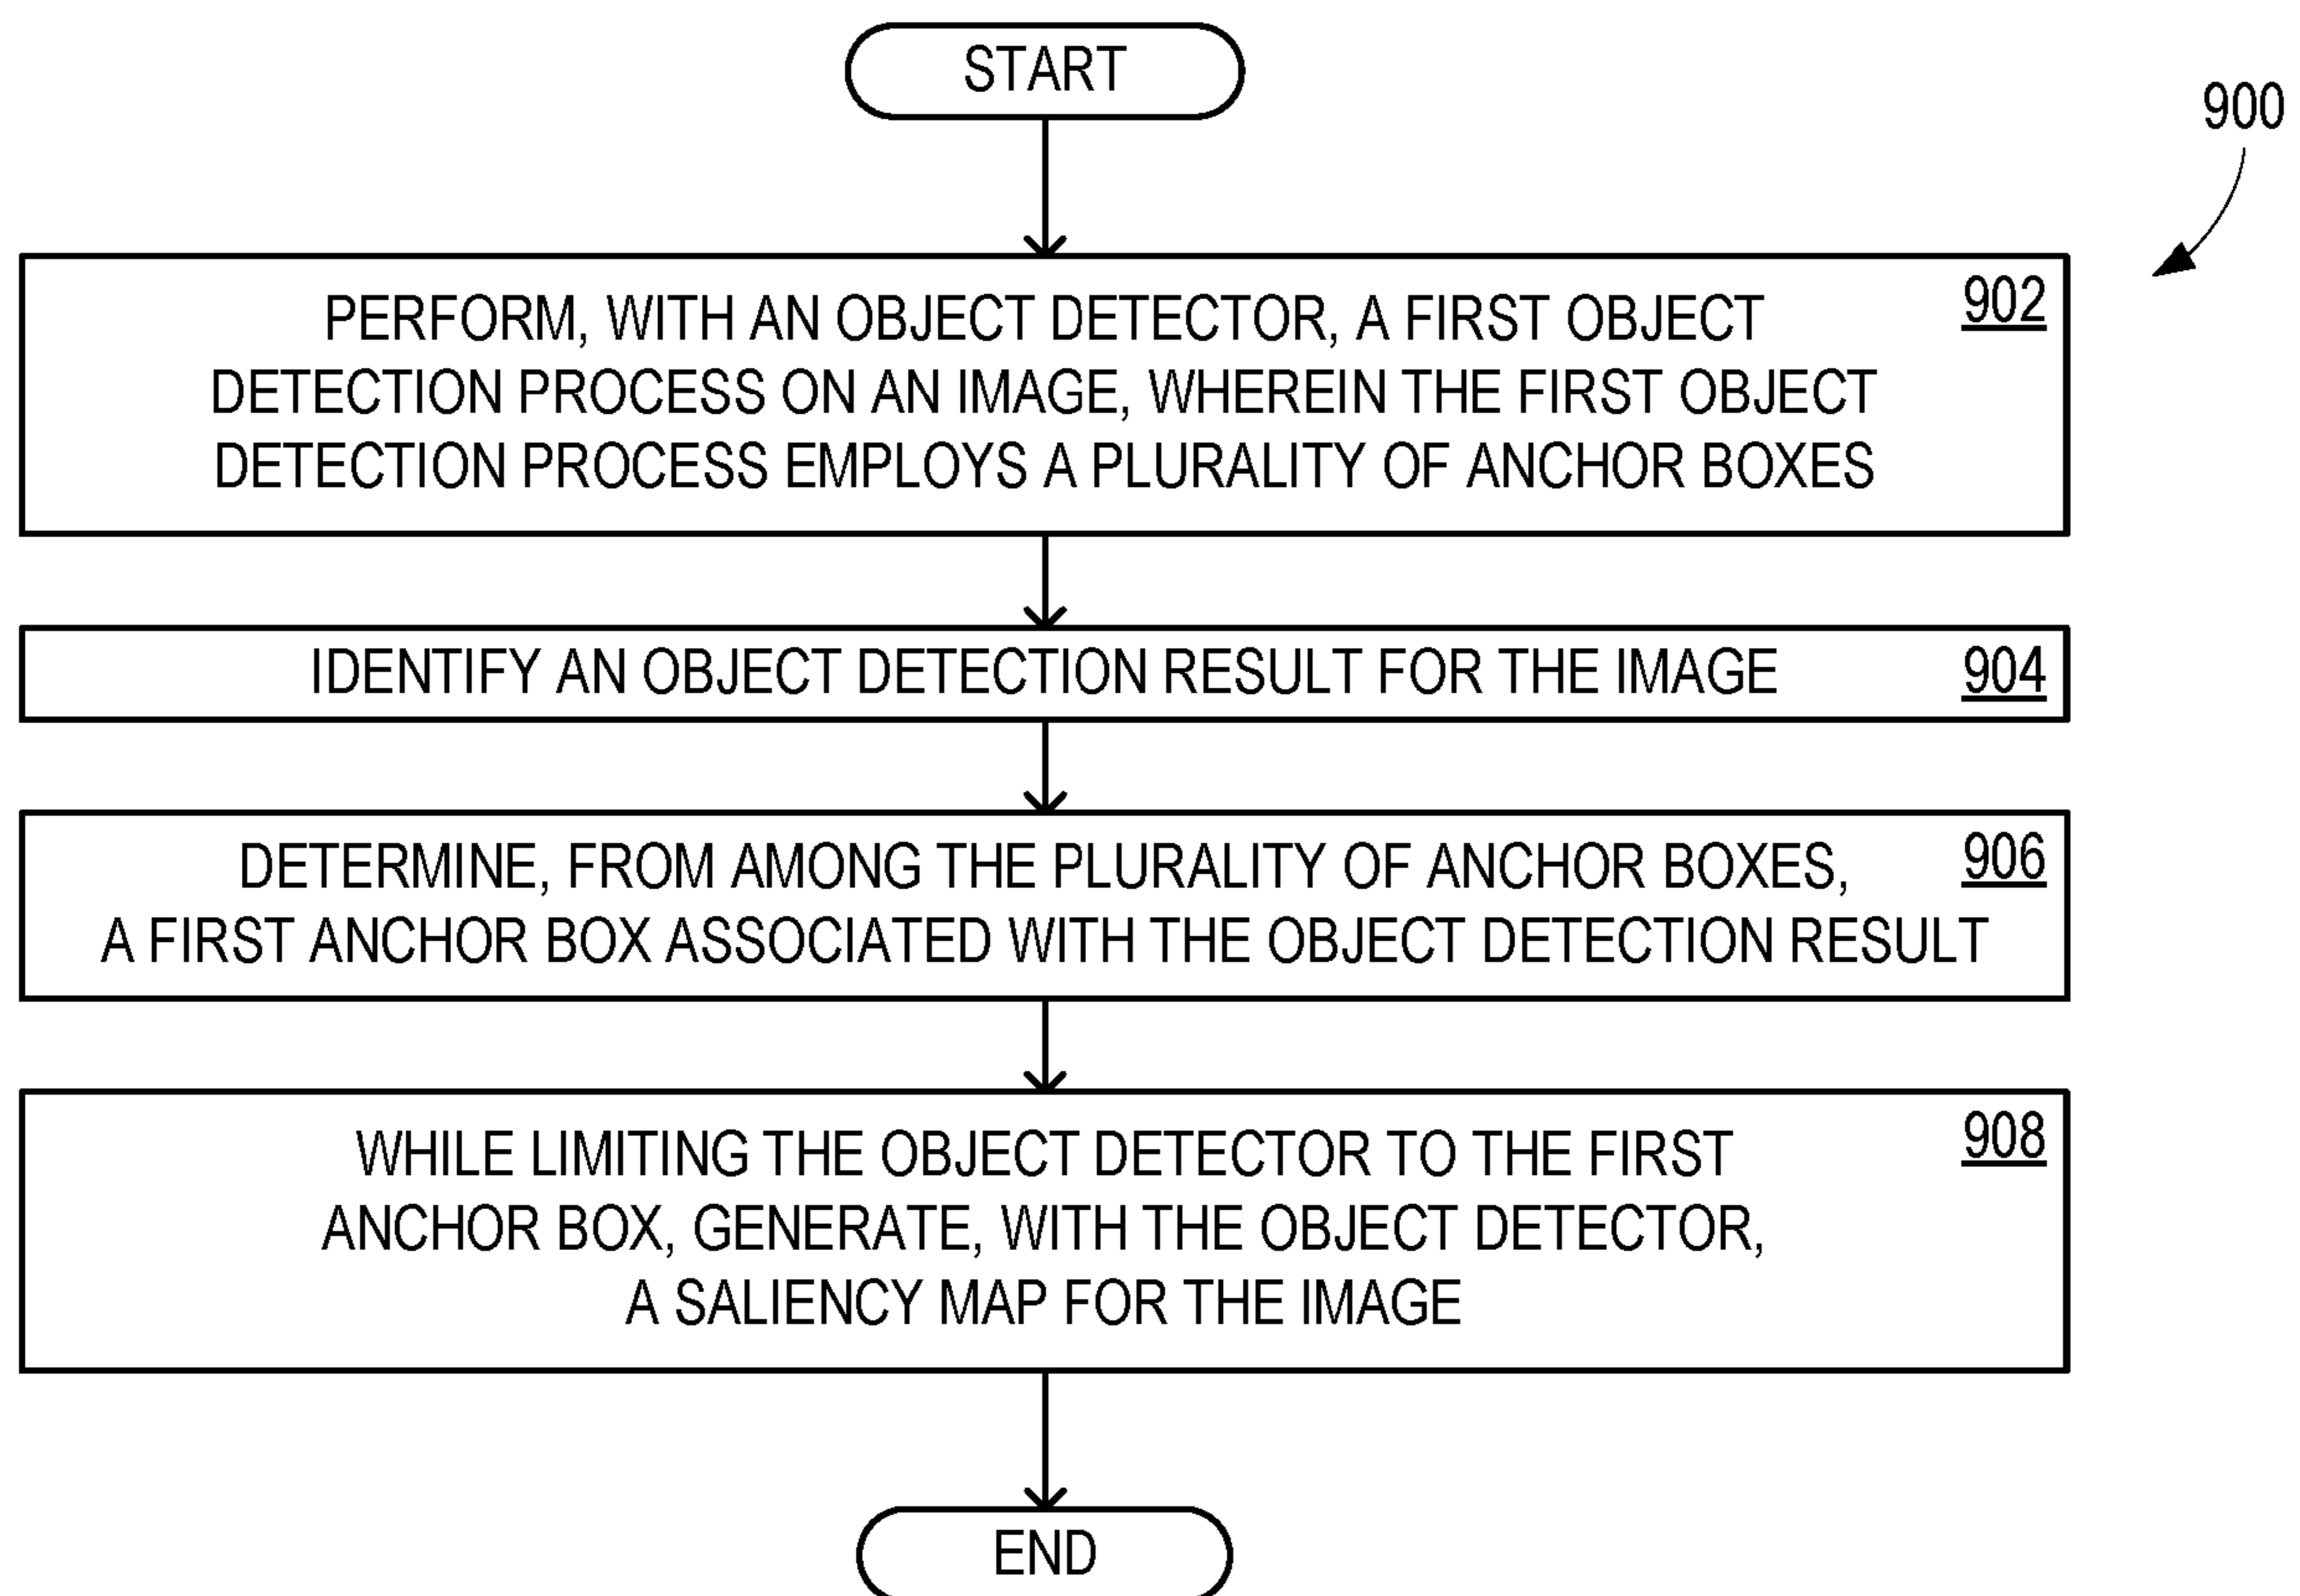 START
900
902
PERFORM, WITH AN OBJECT DETECTOR, A FIRST OBJECT
DETECTION PROCESS ON AN IMAGE, WHEREIN THE FIRST OBJECT
DETECTION PROCESS EMPLOYS A PLURALITY OF ANCHOR BOXES
IDENTIFY AN OBJECT DETECTION RESULT FOR THE IMAGE
904
DETERMINE, FROM AMONG THE PLURALITY OF ANCHOR BOXES,
906
A FIRST ANCHOR BOX ASSOCIATED WITH THE OBJECT DETECTION RESULT
908
WHILE LIMITING THE OBJECT DETECTOR TO THE FIRST
ANCHOR BOX, GENERATE, WITH THE OBJECT DETECTOR,
A SALIENCY MAP FOR THE IMAGE
END